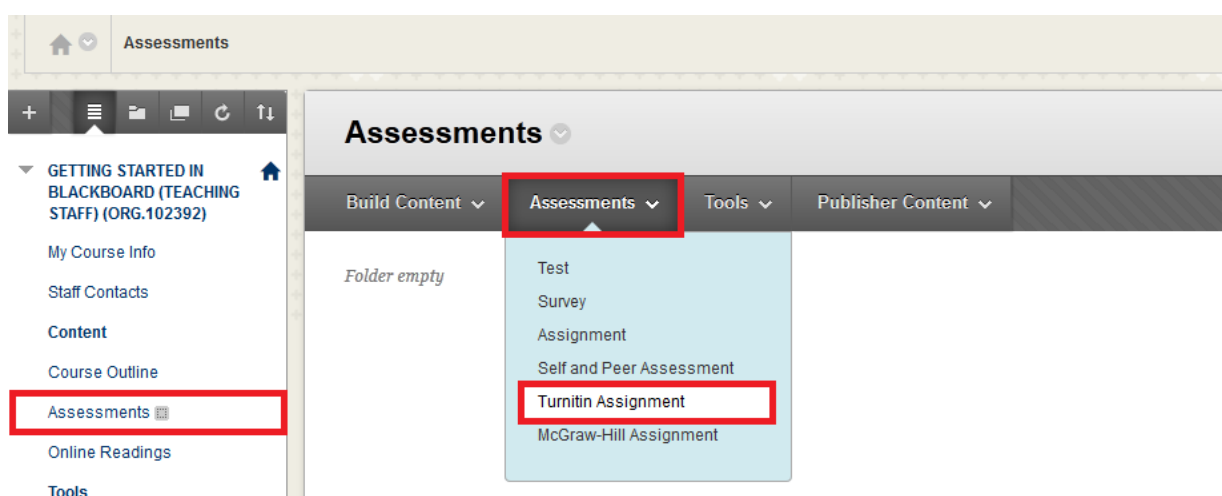 Assessments
GETTING STARTED IN
BLACKBOARD (TEACHING
STAFF) (ORG.102392)
My Course Info
Staff Contacts
Content
Course Outline
Assessments
Online Readings
Tools
Assessments
Build Content
Assessments
Tools
Publisher Content
Folder empty
Test
Survey
Assignment
Self and Peer Assessment
Turnitin Assignment
McGraw-Hill Assignment